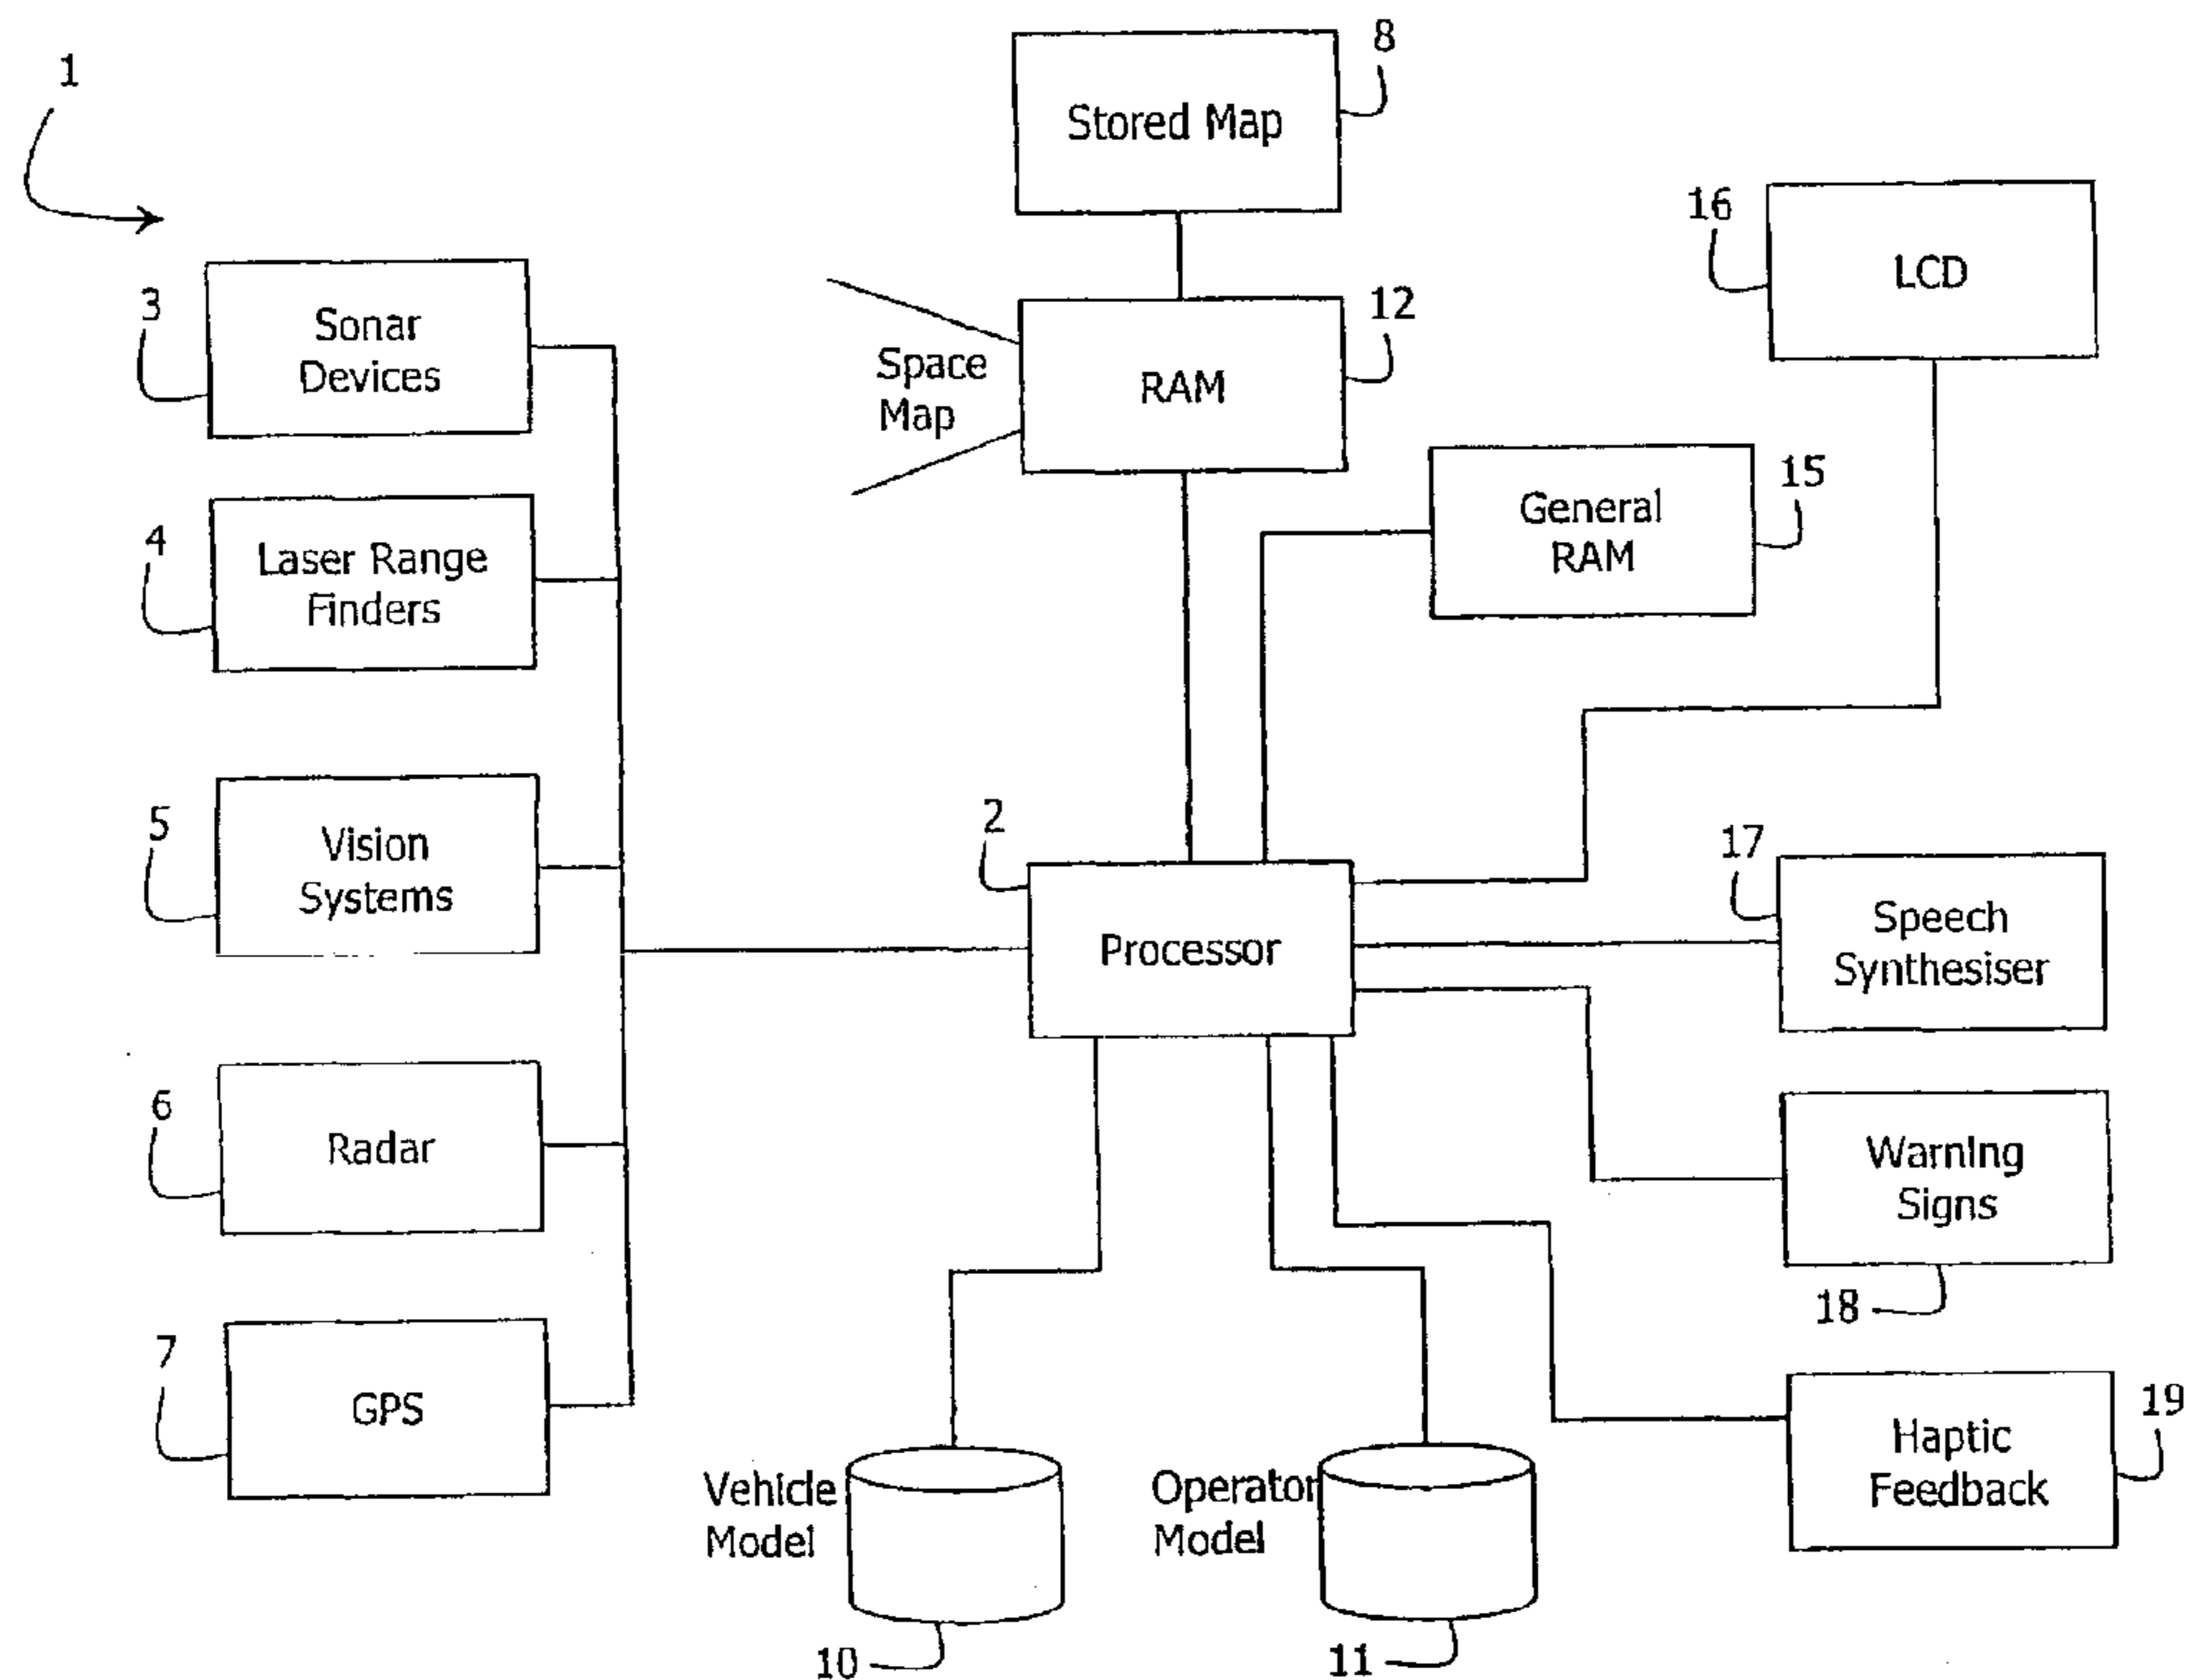 1
8
Stored Map
16
LCD
3
Sonar
Devices
12
Space
Map
RAM
15
General
RAM
4
Laser Range
Finders
5
Vision
Systems
2
Processor
17
Speech
Synthesiser
6
Radar
Warning
Signs
18
7
GPS
19
Haptic
Feedback
Vehicle
Model
10
Operator
Model
11